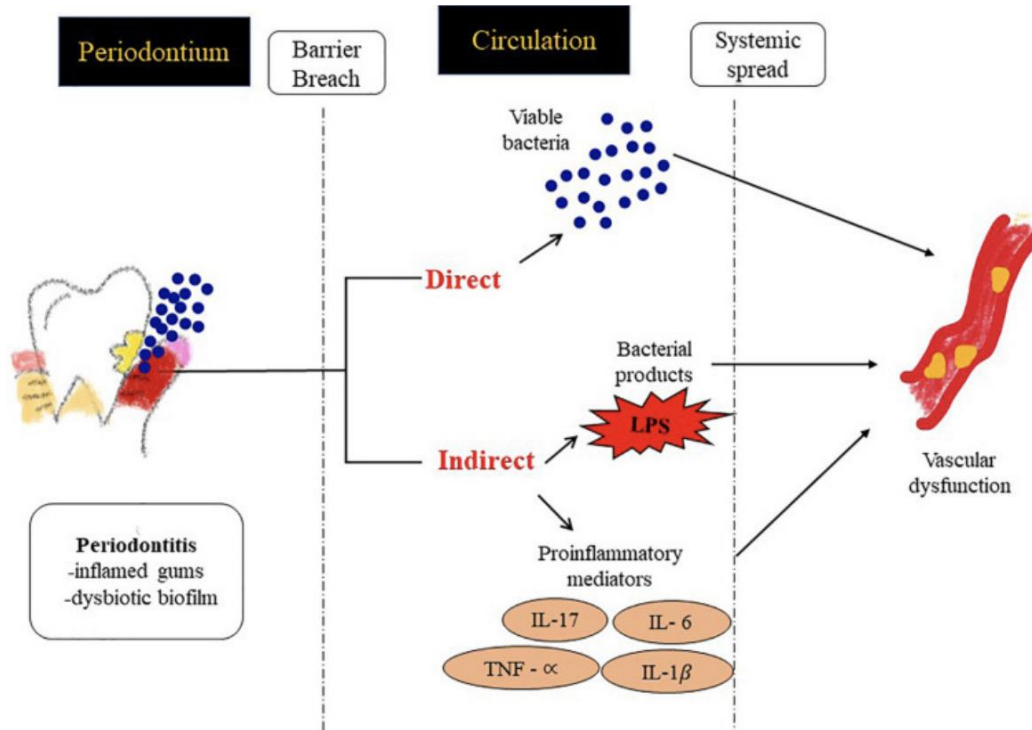 Periodontium
Barrier
Breach
Circulation
Systemic
spread
Viable
bacteria
Direct
Bacterial
products
LPS
Indirect
Vascular
dysfunction
Periodontitis
-inflamed gums
-dysbiotic biofilm
Proinflammatory
mediators
IL-17
IL- 6
TNF - ∝
IL-1β